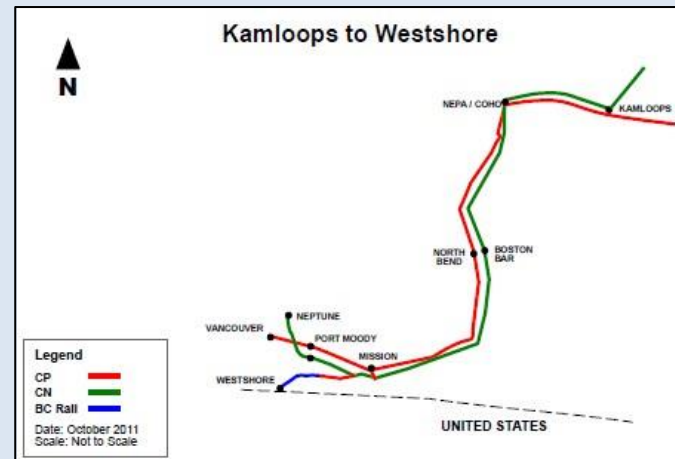 Kamloops to Westshore
N
NEPA / COHO
KAMLOOPS
NORTH
BEND
BOSTON
BAR
NEPTUNE
VANCOUVER
PORT MOODY
MISSION
WESTSHORE
UNITED STATES
Legend
CP
CN
BC Rail
Date: October 2011
Scale: Not to Scale